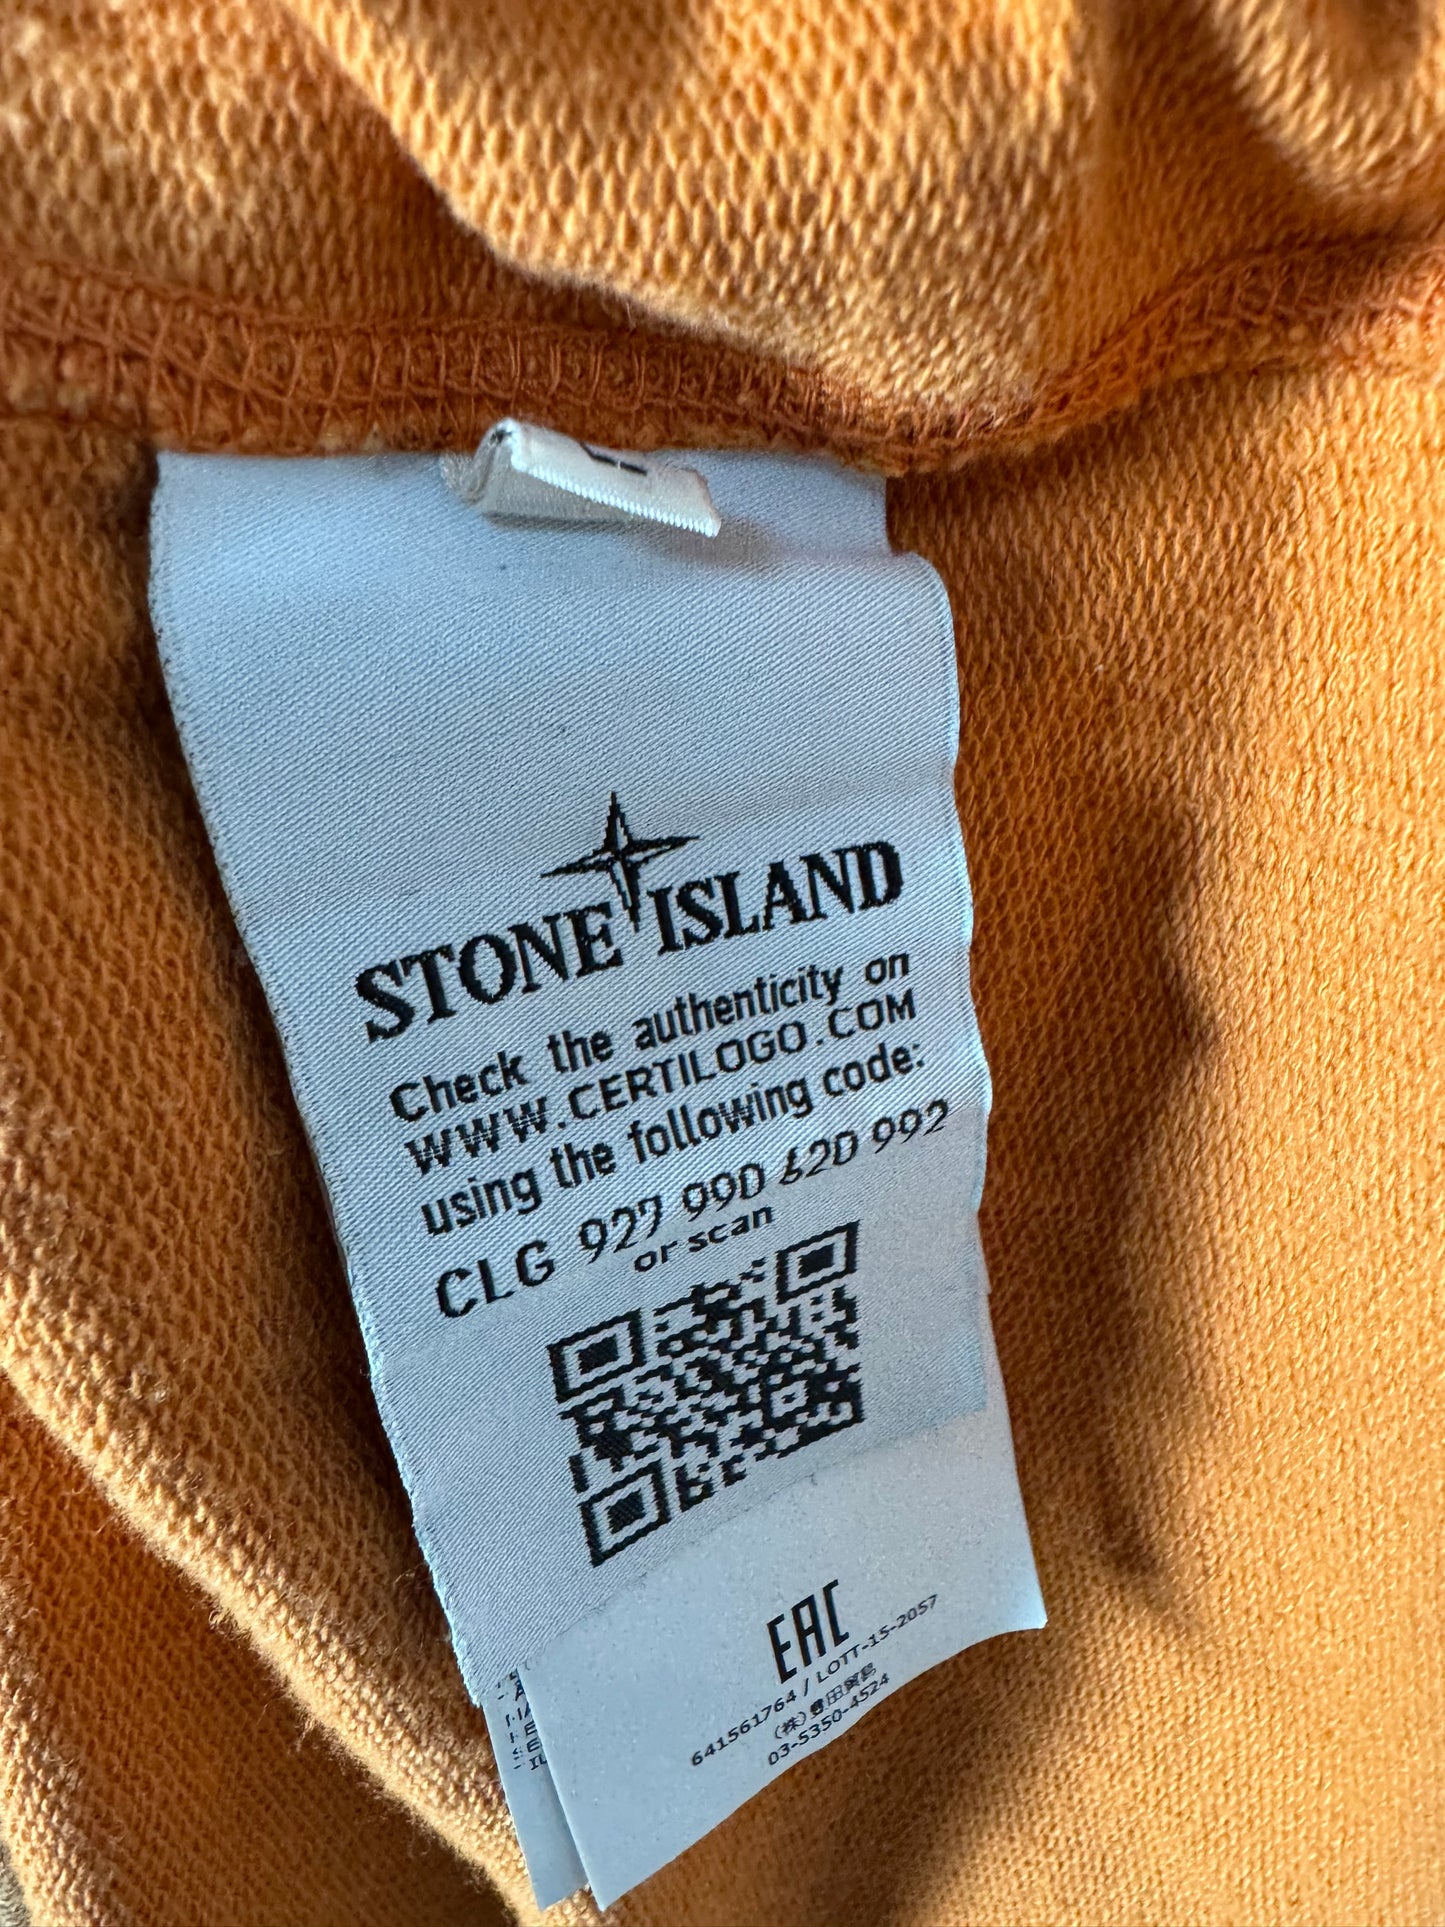 STONE ISLAND
Check the authenticity on
WWW.CERTILOGO.COM
using the following code:
CLG 927 990 620 992
or scan
EAC
641561764 / LOTT-15-2057
(株)豊田貿島
03-5350-4524